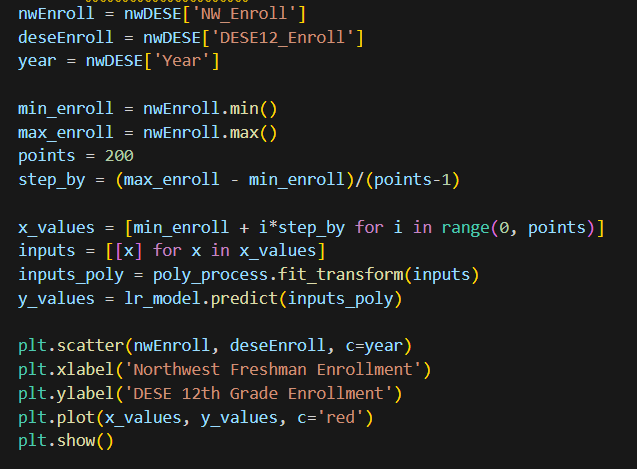 nwEnroll = nwDESE['NW_Enroll']
deseEnroll = nwDESE['DESE12_Enroll']
year = nwDESE['Year']
min_enroll = nwEnroll.min()
max_enroll = nwEnroll.max()
points = 200
step_by = (max_enroll - min_enroll)/(points-1)
x_values = [min_enroll + i*step_by for i in range(0, points)]
inputs = [[x] for x in x_values]
inputs_poly = poly_process.fit_transform(inputs)
y_values = lr_model.predict(inputs_poly)
plt.scatter(nwEnroll, deseEnroll, c=year)
plt.xlabel('Northwest Freshman Enrollment')
plt.ylabel('DESE 12th Grade Enrollment')
plt.plot(x_values, y_values, c='red')
plt.show()